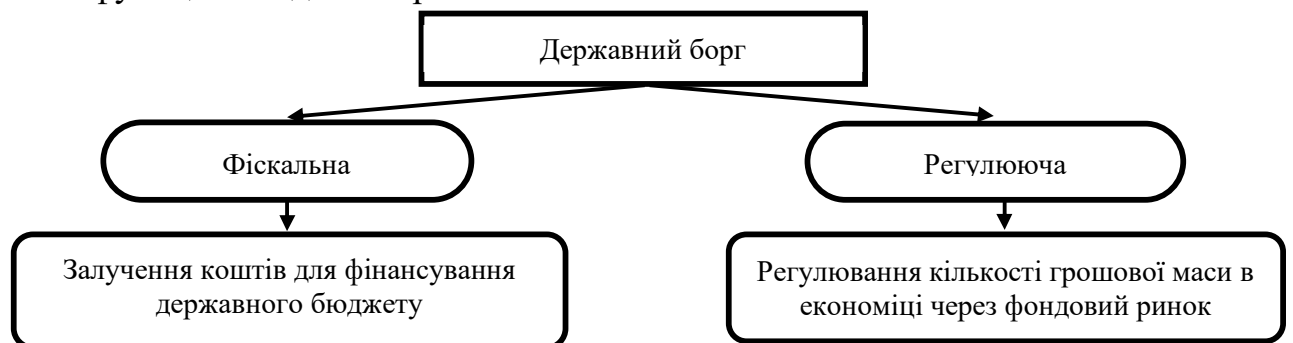 Державний борг
Фіскальна
Регулююча
Залучення коштів для фінансування
державного бюджету
Регулювання кількості грошової маси в
економіці через фондовий ринок